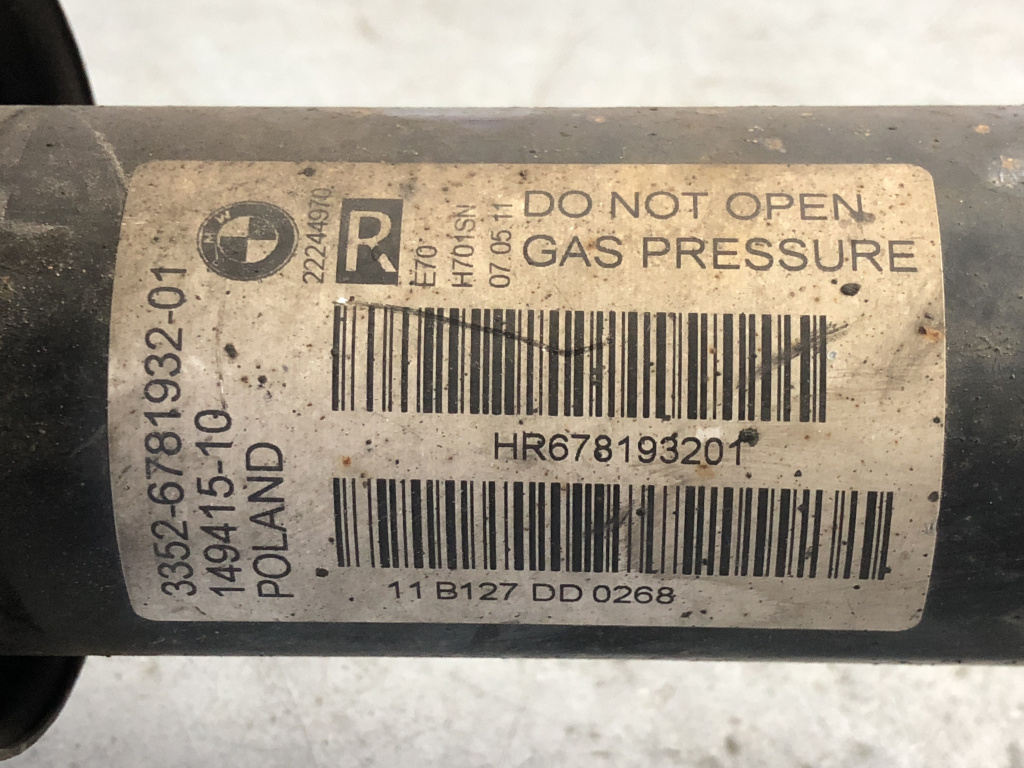 BMW
22244970
R
E70
H701SN
07.05.11
DO NOT OPEN
GAS PRESSURE
3352-6781932-01
149415-10
POLAND
HR678193201
11 B127 DD 0268